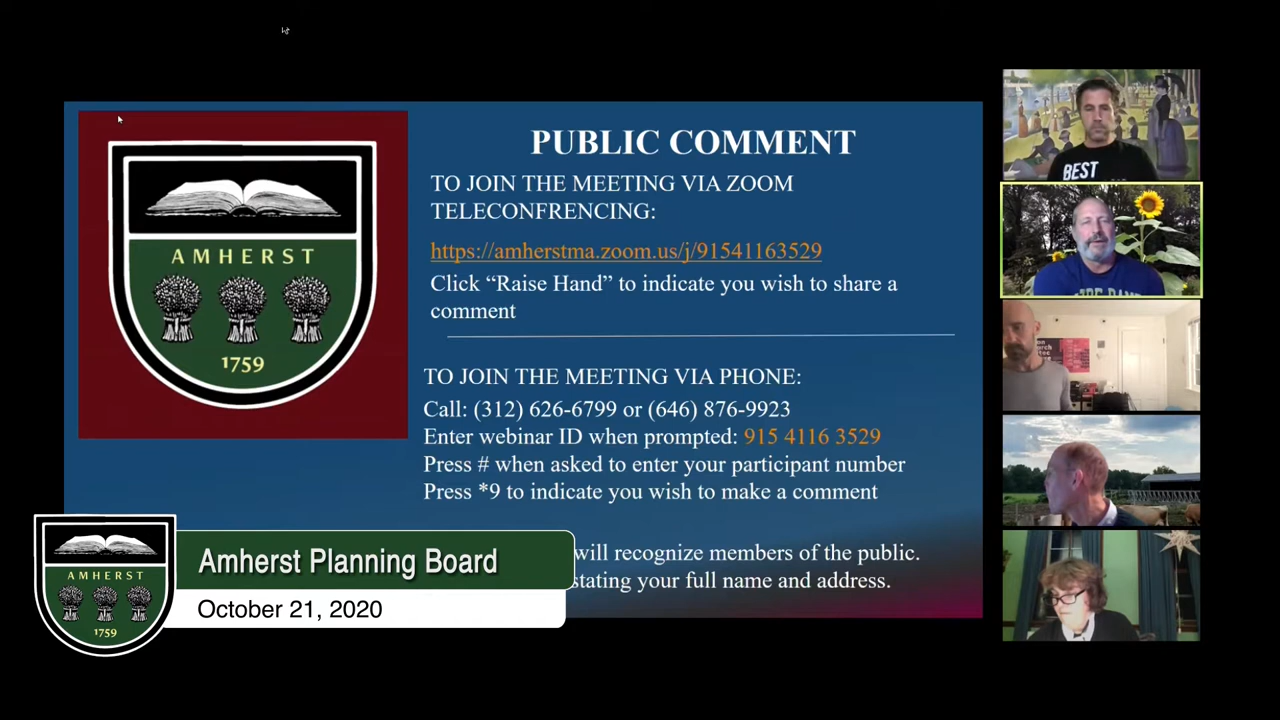 AMHERST
1759
PUBLIC COMMENT
TO JOIN THE MEETING VIA ZOOM
TELECONFRENCING:
https://amherstma.zoom.us/j/91541163529
Click “Raise Hand” to indicate you wish to share a
comment
TO JOIN THE MEETING VIA PHONE:
Call: (312) 626-6799 or (646) 876-9923
Enter webinar ID when prompted: 915 4116 3529
Press # when asked to enter your participant number
Press *9 to indicate you wish to make a comment
will recognize members of the public.
stating your full name and address.
AMHERST
1759
Amherst Planning Board
October 21, 2020
BEST